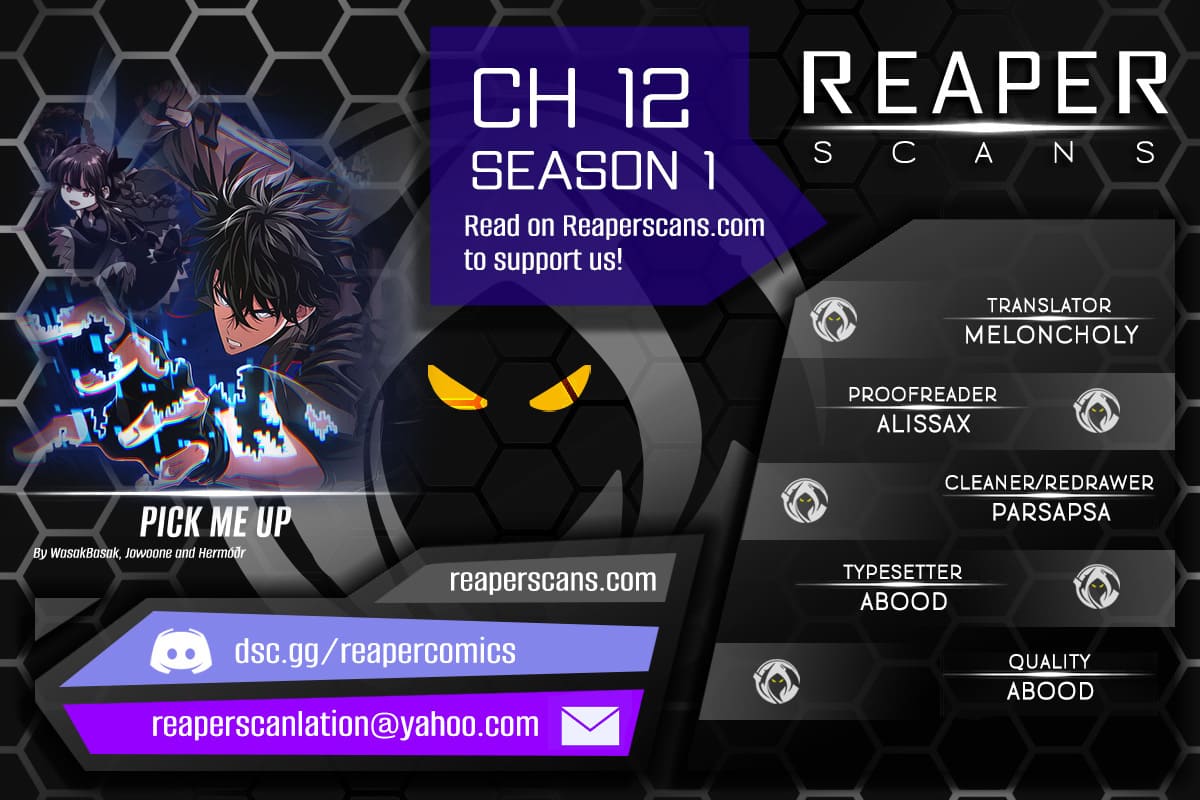 CH 12
SEASON 1
Read on Reaperscans.com
to support us!
REAPER
SCANS
TRANSLATOR
MELONCHOLY
PROOFREADER
ALISSAX
CLEANER/REDRAWER
PARSAPSA
TYPESETTER
ABOOD
QUALITY
ABOOD
PICK ME UP
By WasakBasak, Jowoone and Hermóðr
reaperscans.com
dsc.gg/reapercomics
reaperscanlation@yahoo.com